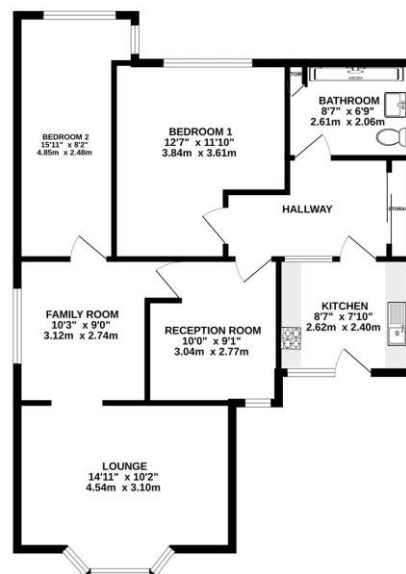 STOR
BATHROOM
8'7" x 6'9"
2.61m x 2.06m
BEDROOM 2
15'11" x 8'2"
4.85m x 2.48m
BEDROOM 1
12'7" x 11'10"
3.84m x 3.61m
HALLWAY
STORAGE
FAMILY ROOM
10'3" x 9'0"
3.12m x 2.74m
KITCHEN
8'7" x 7'10"
2.62m x 2.40m
RECEPTION ROOM
10'0" x 9'1"
3.04m x 2.77m
LOUNGE
14'11" x 10'2"
4.54m x 3.10m